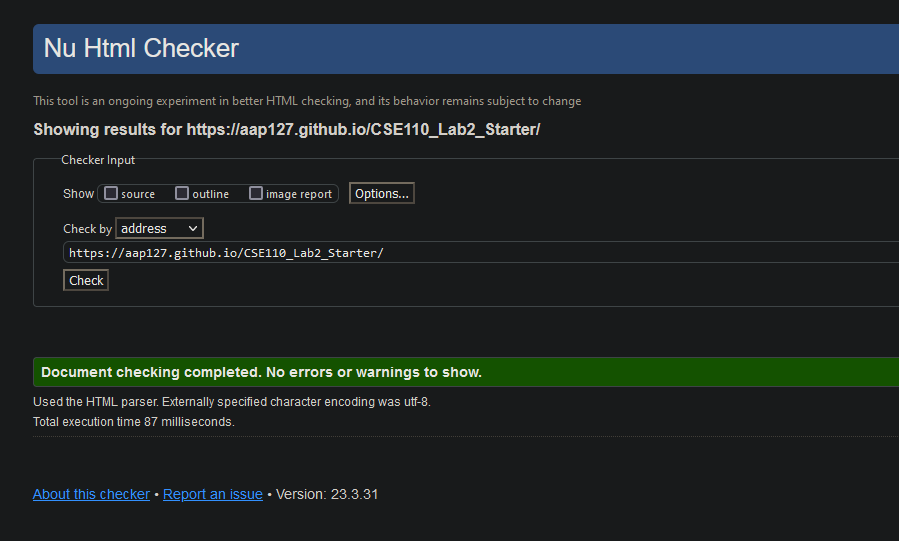 Nu Html Checker
This tool is an ongoing experiment in better HTML checking, and its behavior remains subject to change
Showing results for https://aap127.github.io/CSE110_Lab2_Starter/
Checker Input
Show source outline image report Options...
Check by address
https://aap127.github.io/CSE110_Lab2_Starter/
Check
Document checking completed. No errors or warnings to show.
Used the HTML parser. Externally specified character encoding was utf-8.
Total execution time 87 milliseconds.
About this checker • Report an issue • Version: 23.3.31